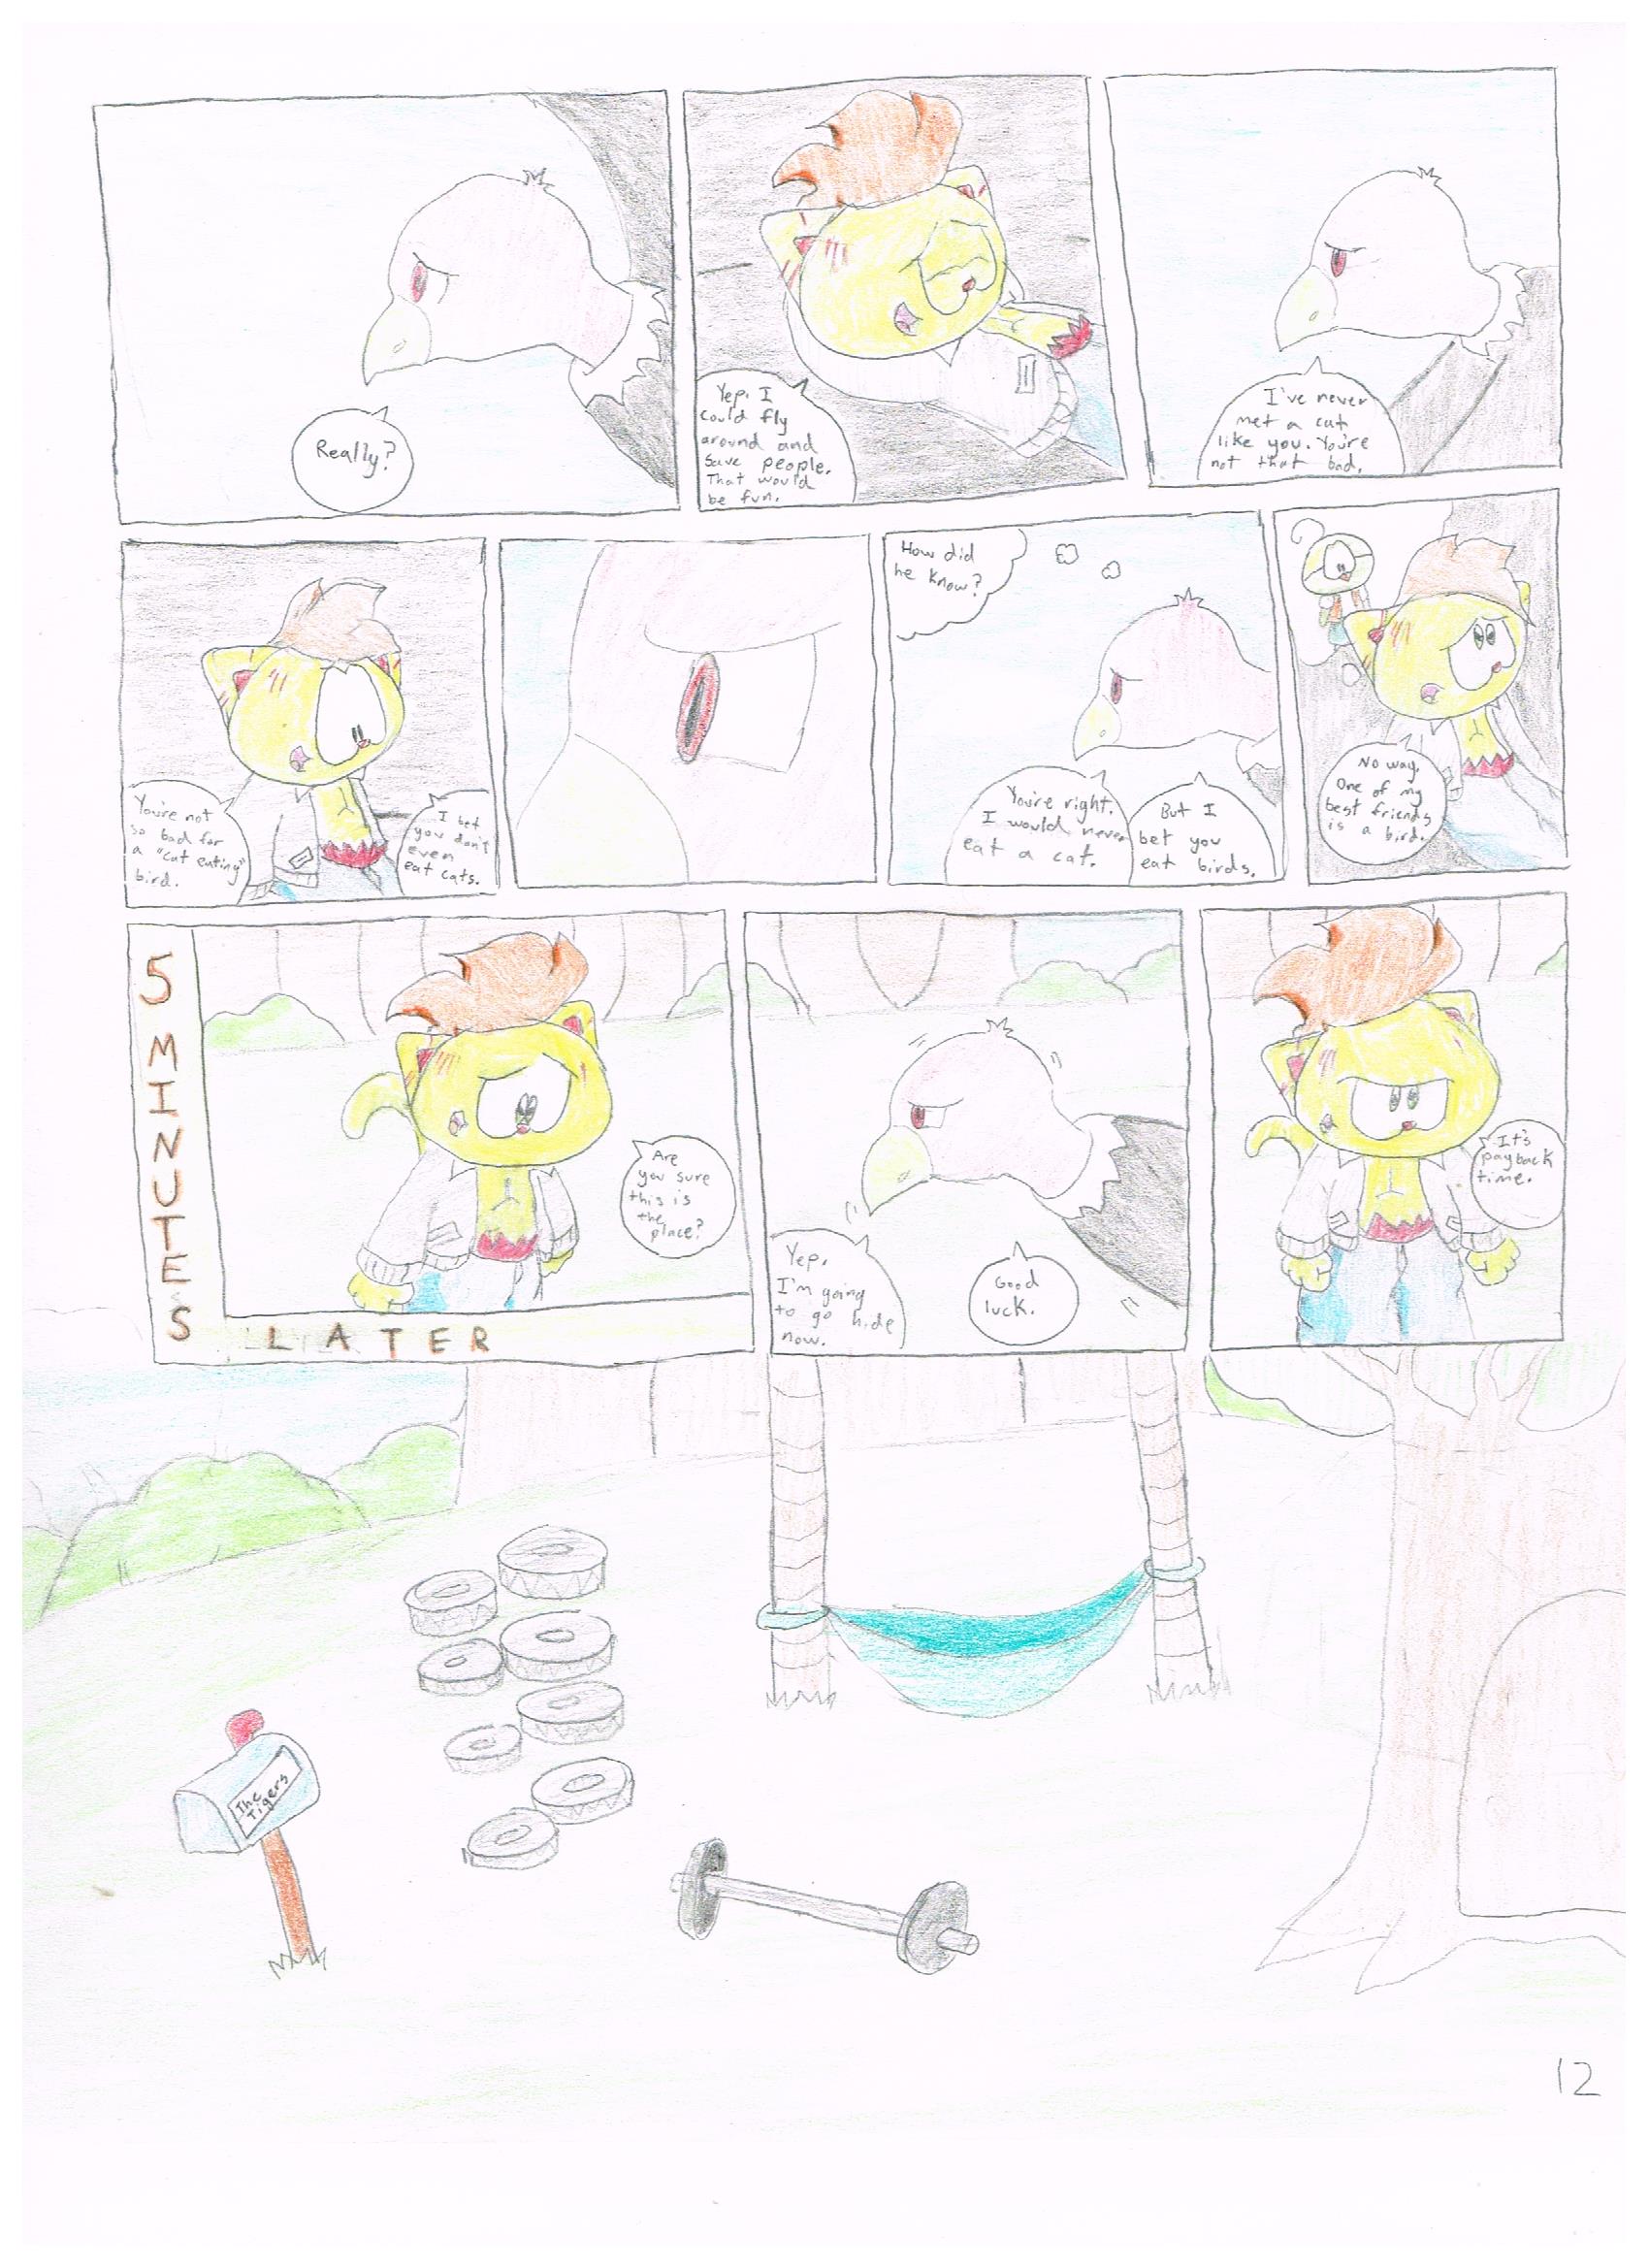 Really?
Yep. I
could fly
around and
save people.
That would
be fun.
I've never
met a cat
like you. You're
not that bad.
You're not
so bad for
a "cat eating"
bird.
I bet
you don't
even
eat cats.
How did
he know?
You're right.
I would never
eat a cat.
But I
bet you
eat birds.
No way.
One of my
best friends
is a bird.
5 MINUTES
LATER
Are
you sure
this is
the
place?
Yep.
I'm going
to go hide
now.
Good
luck.
It's
payback
time.
The
Tigers
12